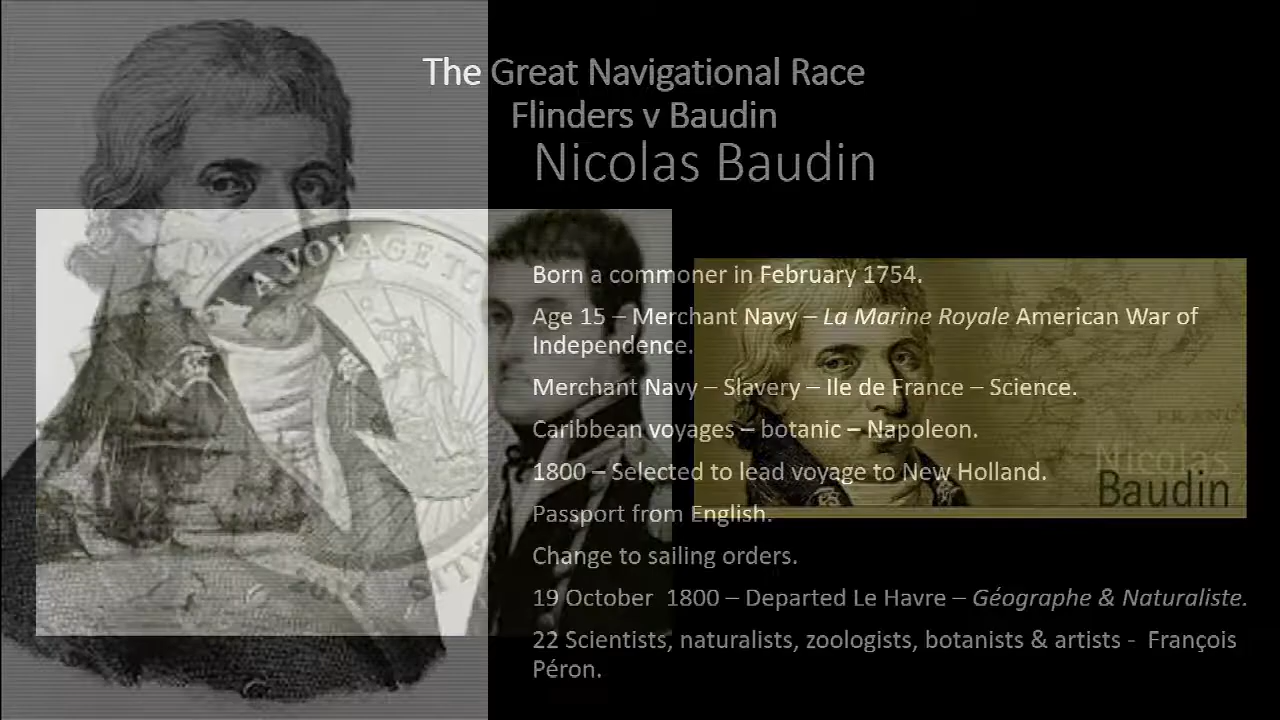 The Great Navigational Race
Flinders v Baudin
Nicolas Baudin
A VOYAGE TO
Born a commoner in February 1754.
Age 15 – Merchant Navy – La Marine Royale American War of
Independence.
Merchant Navy – Slavery – Ile de France – Science.
Caribbean voyages – botanic – Napoleon.
1800 – Selected to lead voyage to New Holland.
Nicolas
Baudin
Passport from English.
Change to sailing orders.
19 October 1800 – Departed Le Havre – Géographe & Naturaliste.
22 Scientists, naturalists, zoologists, botanists & artists - François
Péron.